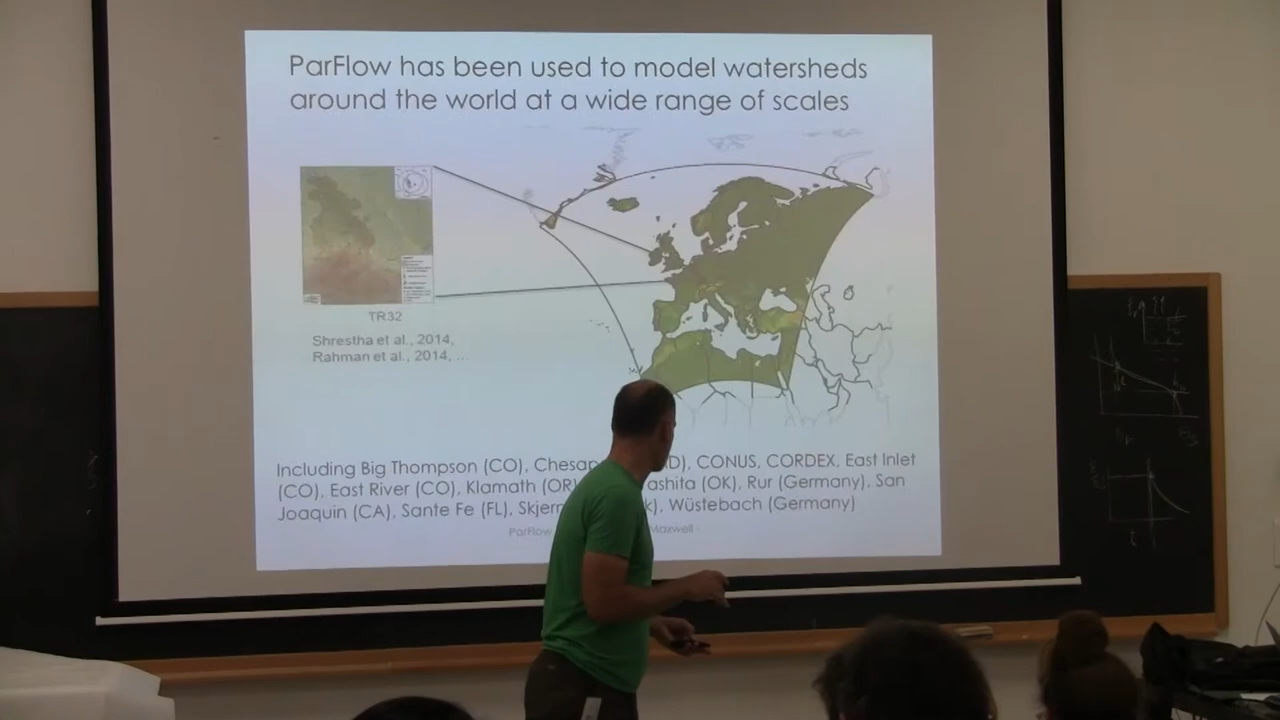 ParFlow has been used to model watersheds
around the world at a wide range of scales
TR32
Shrestha et al., 2014,
Rahman et al., 2014, ...
Including Big Thompson (CO), Chesap D), CONUS, CORDEX, East Inlet
(CO), East River (CO), Klamath (OR) ashita (OK), Rur (Germany), San
Joaquin (CA), Sante Fe (FL), Skjern k), Wüstebach (Germany)
ParFlow Maxwell -